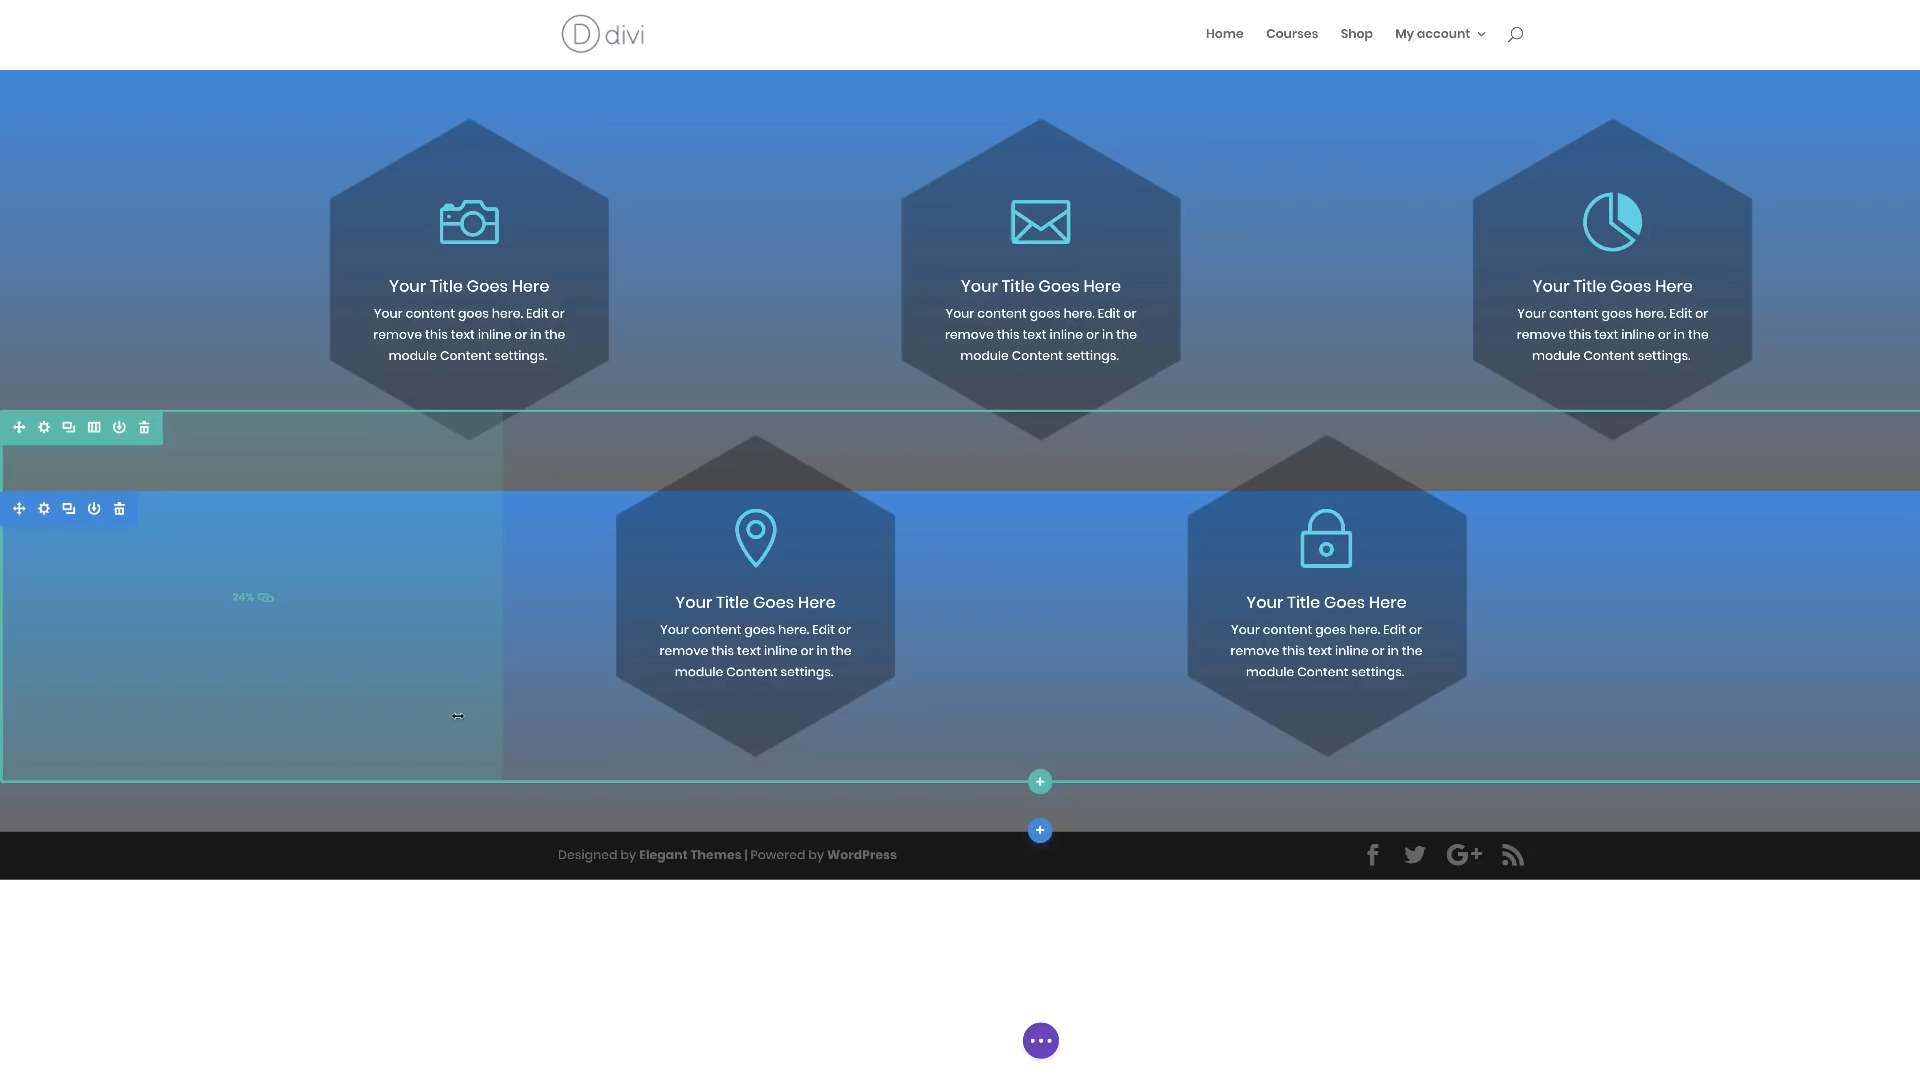 D divi
Home
Courses
Shop
My account
Your Title Goes Here
Your content goes here. Edit or
remove this text inline or in the
module Content settings.
Your Title Goes Here
Your content goes here. Edit or
remove this text inline or in the
module Content settings.
Your Title Goes Here
Your content goes here. Edit or
remove this text inline or in the
module Content settings.
24%
Your Title Goes Here
Your content goes here. Edit or
remove this text inline or in the
module Content settings.
Your Title Goes Here
Your content goes here. Edit or
remove this text inline or in the
module Content settings.
Designed by Elegant Themes | Powered by WordPress
G+